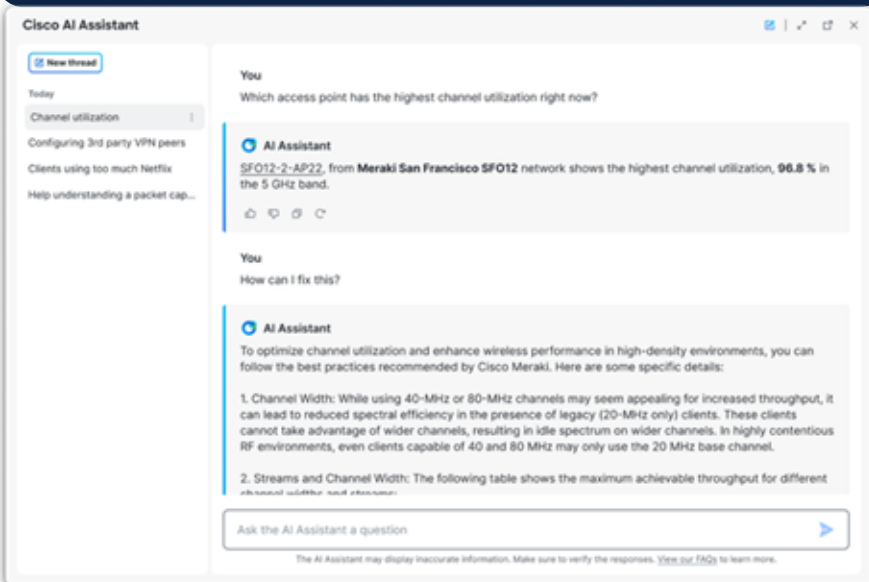 Cisco AI Assistant
New thread
Today
Channel utilization
Configuring 3rd party VPN peers
Clients using too much Netflix
Help understanding a packet cap...
You
Which access point has the highest channel utilization right now?
AI Assistant
SFO12-2-AP22, from Meraki San Francisco SFO12 network shows the highest channel utilization, 96.8 % in
the 5 GHz band.
You
How can I fix this?
AI Assistant
To optimize channel utilization and enhance wireless performance in high-density environments, you can
follow the best practices recommended by Cisco Meraki. Here are some specific details:
1. Channel Width: While using 40-MHz or 80-MHz channels may seem appealing for increased throughput, it
can lead to reduced spectral efficiency in the presence of legacy (20-MHz only) clients. These clients
cannot take advantage of wider channels, resulting in idle spectrum on wider channels. In highly contentious
RF environments, even clients capable of 40 and 80 MHz may only use the 20 MHz base channel.
2. Streams and Channel Width: The following table shows the maximum achievable throughput for different
channel widths and streams:
Ask the AI Assistant a question
The AI Assistant may display inaccurate information. Make sure to verify the responses. View our FAQs to learn more.